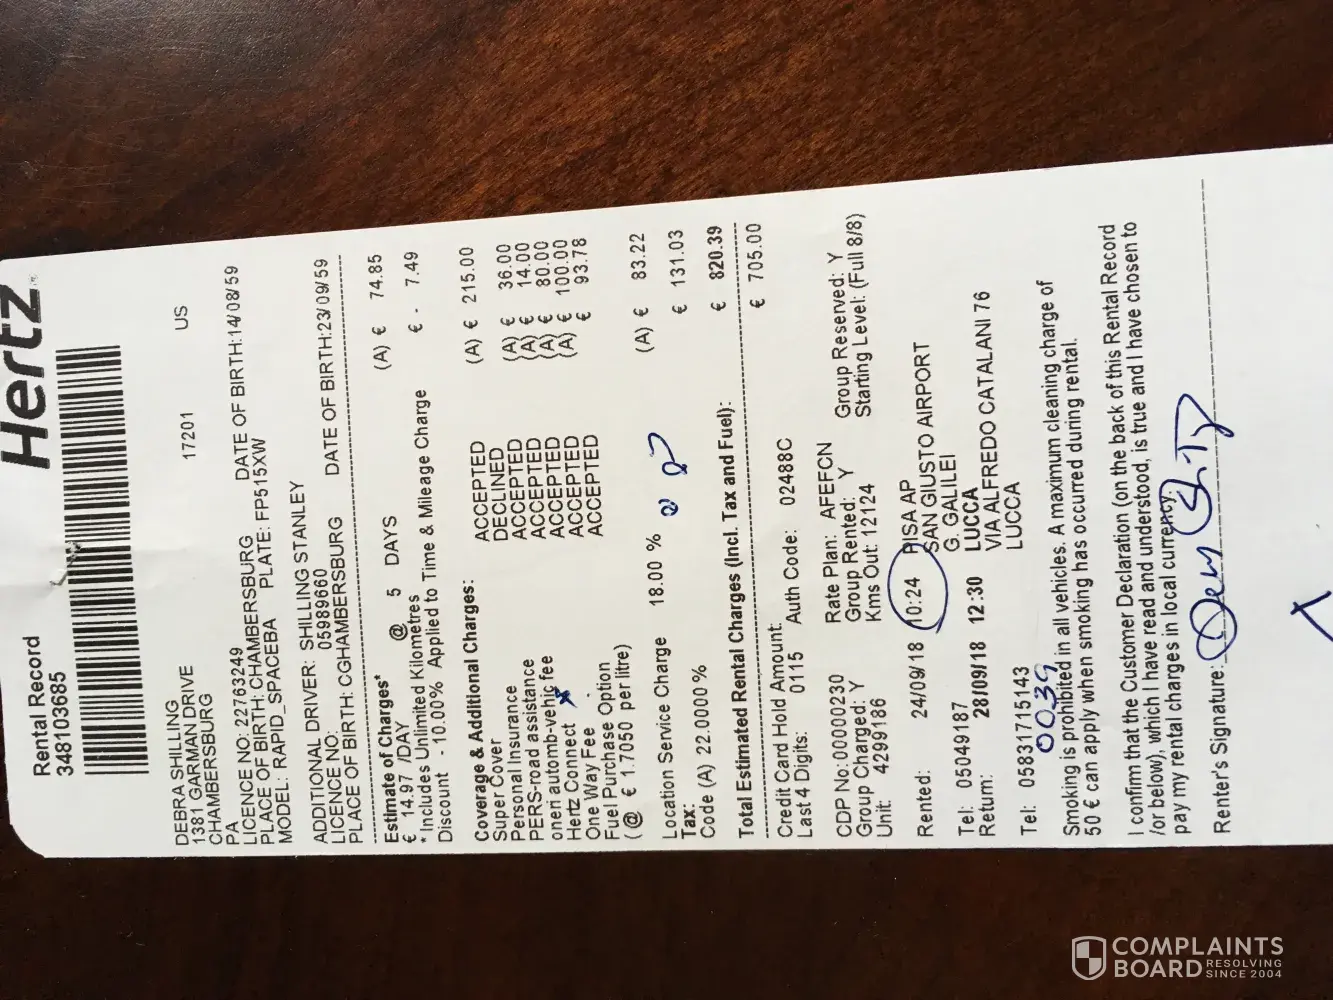 Hertz
Rental Record
348103685
DEBRA SHILLING
1381 GARMAN DRIVE
CHAMBERSBURG 17201 US
PA
LICENCE NO: 22763249 DATE OF BIRTH:14/08/59
PLACE OF BIRTH: CHAMBERSBURG
MODEL: RAPID_SPACEBA PLATE: FP515XW
ADDITIONAL DRIVER: SHILLING STANLEY
LICENCE NO: 05989660
PLACE OF BIRTH: CGHAMBERSBURG DATE OF BIRTH:23/09/59
Estimate of Charges*
€ 14.97 /DAY @ 5 DAYS (A) € 74.85
* Includes Unlimited Kilometres
Discount - 10.00% Applied to Time & Mileage Charge € - 7.49
Coverage & Additional Charges:
Super Cover ACCEPTED (A) € 215.00
Personal Insurance DECLINED
PERS-road assistance ACCEPTED (A) € 36.00
oneri automb-vehic fee ACCEPTED (A) € 14.00
Hertz Connect ACCEPTED (A) € 80.00
One Way Fee ACCEPTED (A) € 100.00
Fuel Purchase Option ACCEPTED 93.78
(@ € 1.7050 per litre)
Location Service Charge 18.00 % (A) € 83.22
Tax:
Code (A) 22.0000 % € 131.03
Total Estimated Rental Charges (Incl. Tax and Fuel): € 820.39
Credit Card Hold Amount: € 705.00
Last 4 Digits: 0115 Auth Code: 02488C
CDP No: 000000230 Rate Plan: AFEFCN
Group Charged: Y Group Rented: Y Group Reserved: Y
Unit: 4299186 Kms Out: 12124 Starting Level: (Full 8/8)
Rented: 24/09/18 10:24 PISA AP
SAN GIUSTO AIRPORT
G. GALILEI
Tel: 05049187
Return: 28/09/18 12:30 LUCCA
VIA ALFREDO CATALANI 76
LUCCA
Tel: 058317715143
0039
Smoking is prohibited in all vehicles. A maximum cleaning charge of
50 € can apply when smoking has occurred during rental.
I confirm that the Customer Declaration (on the back of this Rental Record
/or below), which I have read and understood, is true and I have chosen to
pay my rental charges in local currency.
Renter's Signature:
COMPLAINTS
BOARD RESOLVING
SINCE 2004